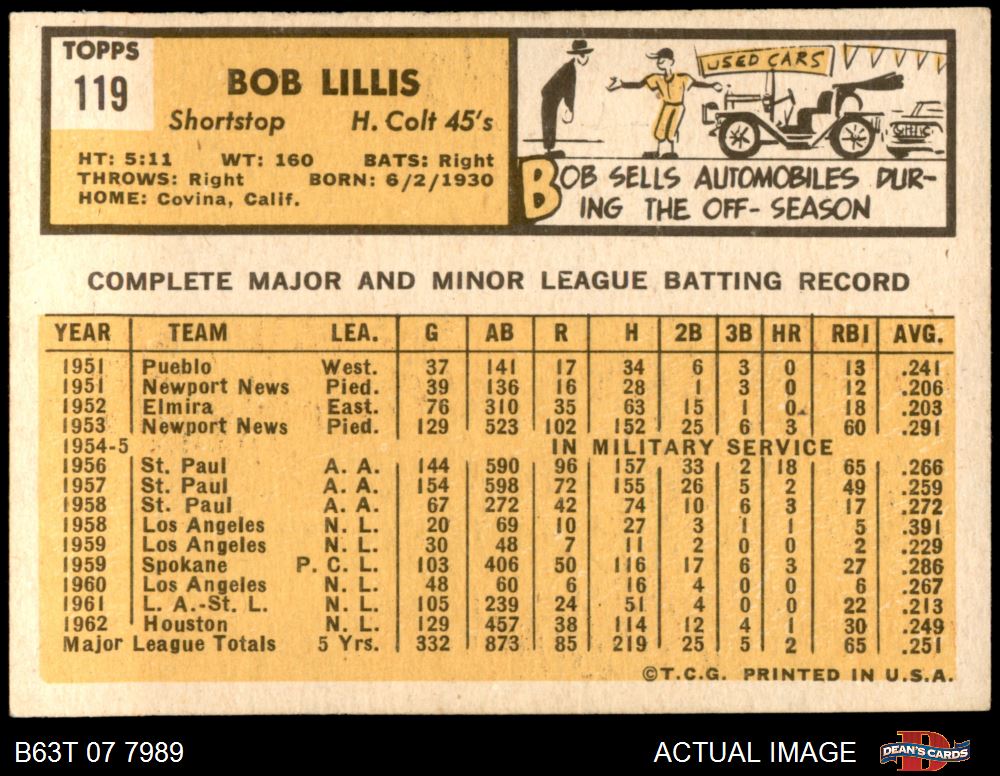 TOPPS
119
BOB LILLIS
Shortstop H. Colt 45's
HT: 5:11 WT: 160 BATS: Right
THROWS: Right BORN: 6/2/1930
HOME: Covina, Calif.
USED CARS
BOB SELLS AUTOMOBILES DUR-
ING THE OFF-SEASON
COMPLETE MAJOR AND MINOR LEAGUE BATTING RECORD
YEAR TEAM LEA. G AB R H 2B 3B HR RBI AVG.
1951 Pueblo West. 37 141 17 34 6 3 0 13 .241
1951 Newport News Pied. 39 136 16 28 1 3 0 12 .206
1952 Elmira East. 76 310 35 63 15 1 0 18 .203
1953 Newport News Pied. 129 523 102 152 25 6 3 60 .291
1954-5 IN MILITARY SERVICE
1956 St. Paul A. A. 144 590 96 157 33 2 18 65 .266
1957 St. Paul A. A. 154 598 72 155 26 5 2 49 .259
1958 St. Paul A. A. 67 272 42 74 10 6 3 17 .272
1958 Los Angeles N. L. 20 69 10 27 3 1 1 5 .391
1959 Los Angeles N. L. 30 48 7 11 2 0 0 2 .229
1959 Spokane P. C. L. 103 406 50 116 17 6 3 27 .286
1960 Los Angeles N. L. 48 60 6 16 4 0 0 6 .267
1961 L. A.-St. L. N. L. 105 239 24 51 4 0 0 22 .213
1962 Houston N. L. 129 457 38 114 12 4 1 30 .249
Major League Totals 5 Yrs. 332 873 85 219 25 5 2 65 .251
©T.C.G. PRINTED IN U.S.A.
B63T 07 7989 ACTUAL IMAGE DEAN'S CARDS